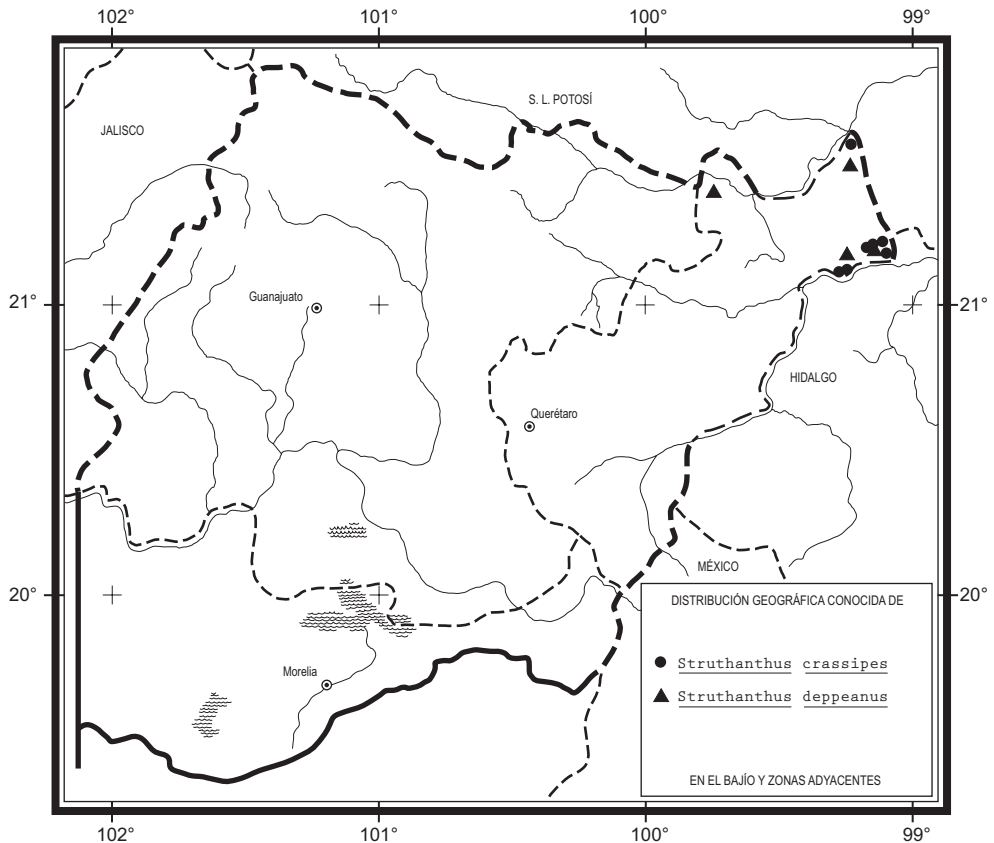 102° 101° 100° 99°
S. L. POTOSÍ
JALISCO
Guanajuato
21° 21°
HIDALGO
Querétaro
MÉXICO
20° 20°
DISTRIBUCIÓN GEOGRÁFICA CONOCIDA DE
Struthanthus crassipes
Morelia
Struthanthus deppeanus
EN EL BAJÍO Y ZONAS ADYACENTES
102° 101° 100° 99°